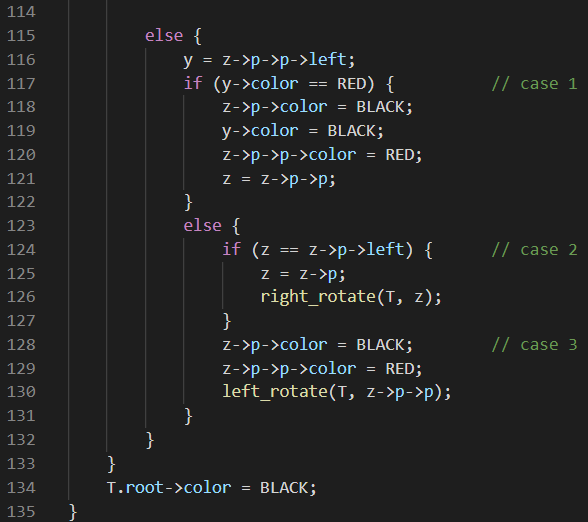 114
115 else {
116 y = z->p->p->left;
117 if (y->color == RED) { // case 1
118 z->p->color = BLACK;
119 y->color = BLACK;
120 z->p->p->color = RED;
121 z = z->p->p;
122 }
123 else {
124 if (z == z->p->left) { // case 2
125 z = z->p;
126 right_rotate(T, z);
127 }
128 z->p->color = BLACK; // case 3
129 z->p->p->color = RED;
130 left_rotate(T, z->p->p);
131 }
132 }
133 }
134 T.root->color = BLACK;
135 }